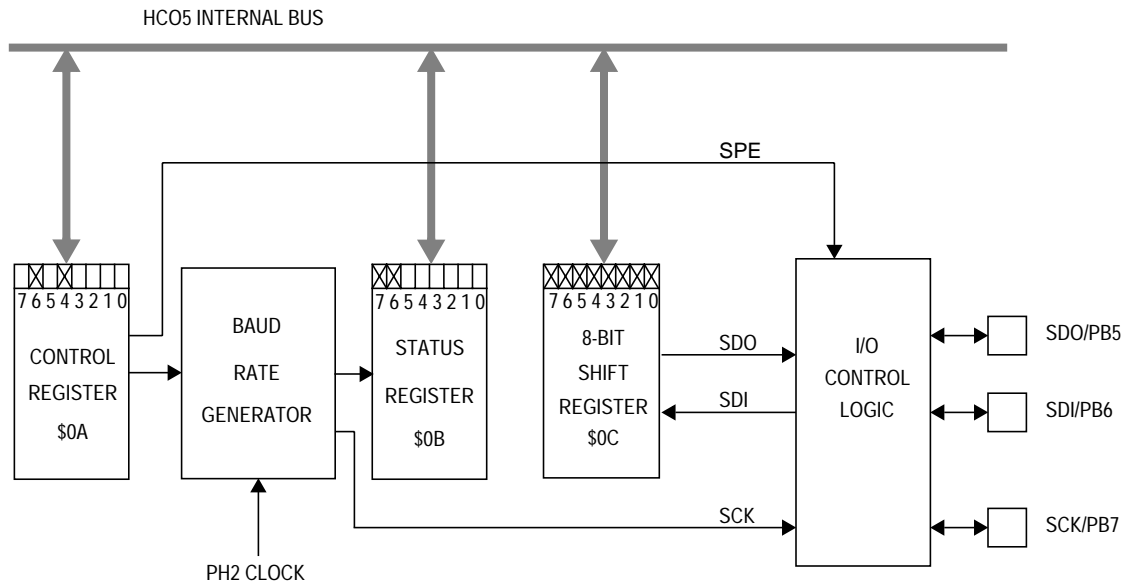 HCO5 INTERNAL BUS
SPE
7 6 5 4 3 2 1 0
CONTROL
REGISTER
$0A
BAUD
RATE
GENERATOR
7 6 5 4 3 2 1 0
STATUS
REGISTER
$0B
7 6 5 4 3 2 1 0
8-BIT
SHIFT
REGISTER
$0C
SDO
SDI
SCK
I/O
CONTROL
LOGIC
SDO/PB5
SDI/PB6
SCK/PB7
PH2 CLOCK